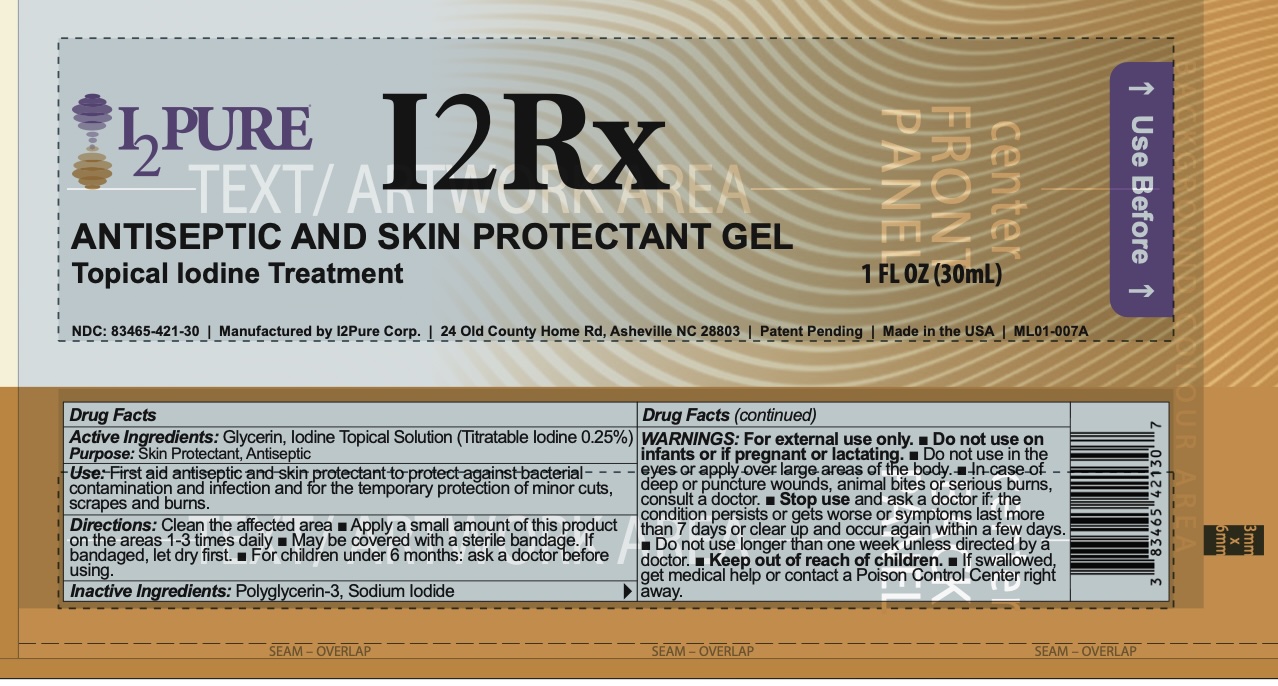 I2PURE
I2Rx
TEXT/ ARTWORK AREA
ANTISEPTIC AND SKIN PROTECTANT GEL
Topical Iodine Treatment
1 FL OZ (30mL)
center
FRONT
PANEL
↑ Use Before ↑
NDC: 83465-421-30 | Manufactured by I2Pure Corp. | 24 Old County Home Rd, Asheville NC 28803 | Patent Pending | Made in the USA | ML01-007A
Drug Facts
Active Ingredients: Glycerin, Iodine Topical Solution (Titratable Iodine 0.25%)
Purpose: Skin Protectant, Antiseptic
Use: First aid antiseptic and skin protectant to protect against bacterial
contamination and infection and for the temporary protection of minor cuts,
scrapes and burns.
Directions: Clean the affected area ■ Apply a small amount of this product
on the areas 1-3 times daily ■ May be covered with a sterile bandage. If
bandaged, let dry first. ■ For children under 6 months: ask a doctor before
using.
Inactive Ingredients: Polyglycerin-3, Sodium Iodide
Drug Facts (continued)
WARNINGS: For external use only. ■ Do not use on
infants or if pregnant or lactating. ■ Do not use in the
eyes or apply over large areas of the body. ■ In case of
deep or puncture wounds, animal bites or serious burns,
consult a doctor. ■ Stop use and ask a doctor if: the
condition persists or gets worse or symptoms last more
than 7 days or clear up and occur again within a few days.
■ Do not use longer than one week unless directed by a
doctor. ■ Keep out of reach of children. ■ If swallowed,
get medical help or contact a Poison Control Center right
away.
3 83465 42130 7
3mm
x
6mm
SEAM – OVERLAP
SEAM – OVERLAP
SEAM – OVERLAP